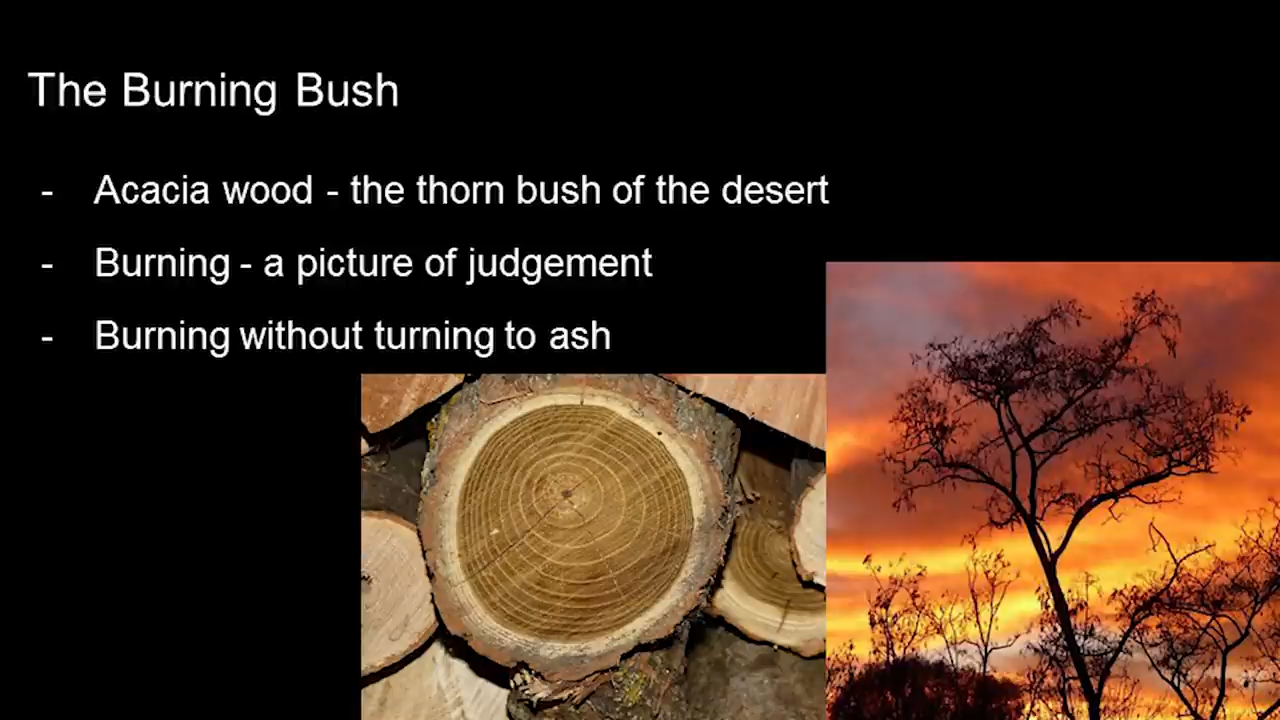 The Burning Bush
- Acacia wood - the thorn bush of the desert
- Burning - a picture of judgement
- Burning without turning to ash